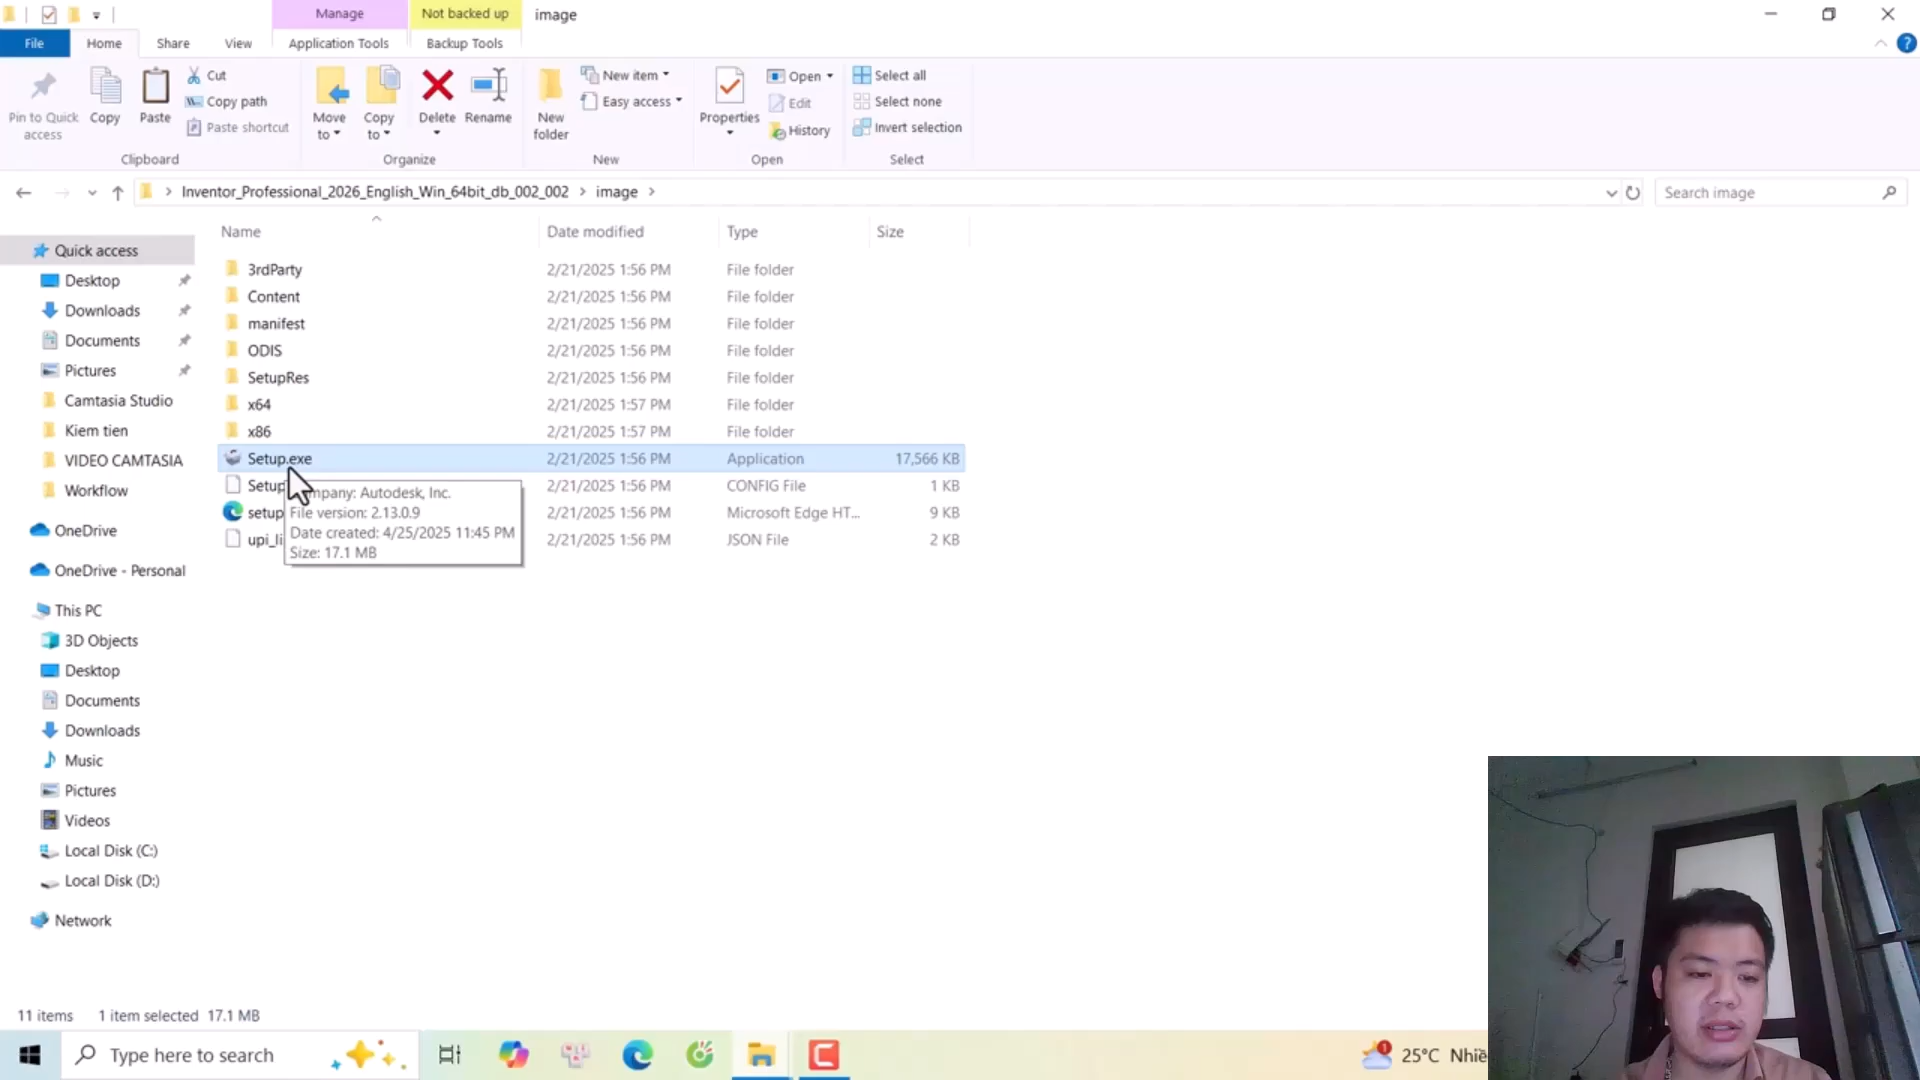 Manage
Not backed up
image
File
Home
Share
View
Application Tools
Backup Tools
Pin to Quick access
Copy
Paste
Cut
Copy path
Paste shortcut
Clipboard
Move to
Copy to
Delete
Rename
Organize
New folder
New item
Easy access
New
Properties
Open
Edit
History
Open
Select all
Select none
Invert selection
Select
Inventor_Professional_2026_English_Win_64bit_db_002_002
image
Search image
Name
Date modified
Type
Size
3rdParty 2/21/2025 1:56 PM File folder
Content 2/21/2025 1:56 PM File folder
manifest 2/21/2025 1:56 PM File folder
ODIS 2/21/2025 1:56 PM File folder
SetupRes 2/21/2025 1:56 PM File folder
x64 2/21/2025 1:57 PM File folder
x86 2/21/2025 1:57 PM File folder
Setup.exe 2/21/2025 1:56 PM Application 17,566 KB
Setup 2/21/2025 1:56 PM CONFIG File 1 KB
setup 2/21/2025 1:56 PM Microsoft Edge HT... 9 KB
upi_li 2/21/2025 1:56 PM JSON File 2 KB
mpany: Autodesk, Inc.
File version: 2.13.0.9
Date created: 4/25/2025 11:45 PM
Size: 17.1 MB
Quick access
Desktop
Downloads
Documents
Pictures
Camtasia Studio
Kiem tien
VIDEO CAMTASIA
Workflow
OneDrive
OneDrive - Personal
This PC
3D Objects
Desktop
Documents
Downloads
Music
Pictures
Videos
Local Disk (C:)
Local Disk (D:)
Network
11 items
1 item selected 17.1 MB
Type here to search
1
25°C Nhiề